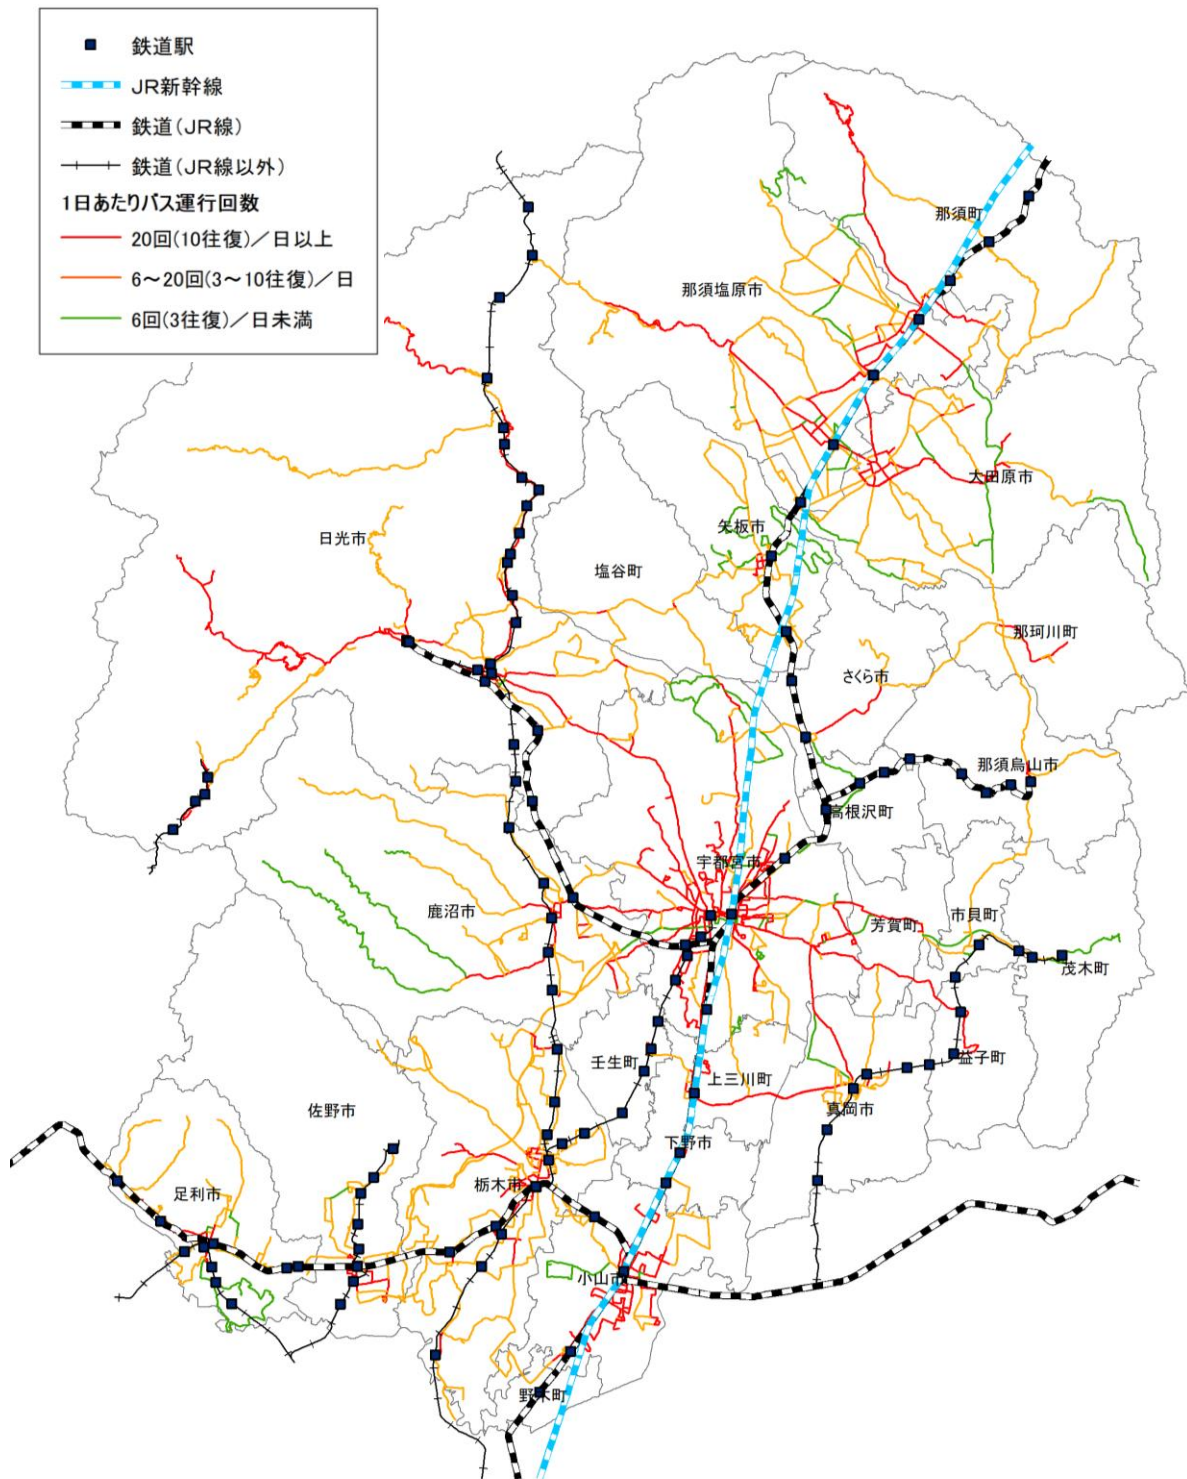 鉄道駅
JR新幹線
鉄道(JR線)
鉄道(JR線以外)
1日あたりバス運行回数
20回(10往復)/日以上
6~20回(3~10往復)/日
6回(3往復)/日未満
那須町
那須塩原市
大田原市
矢板市
日光市
塩谷町
那珂川町
さくら市
那須烏山市
高根沢町
宇都宮市
鹿沼市
芳賀町
市貝町
茂木町
壬生町
益子町
上三川町
真岡市
佐野市
下野市
栃木市
足利市
小山市
野木町